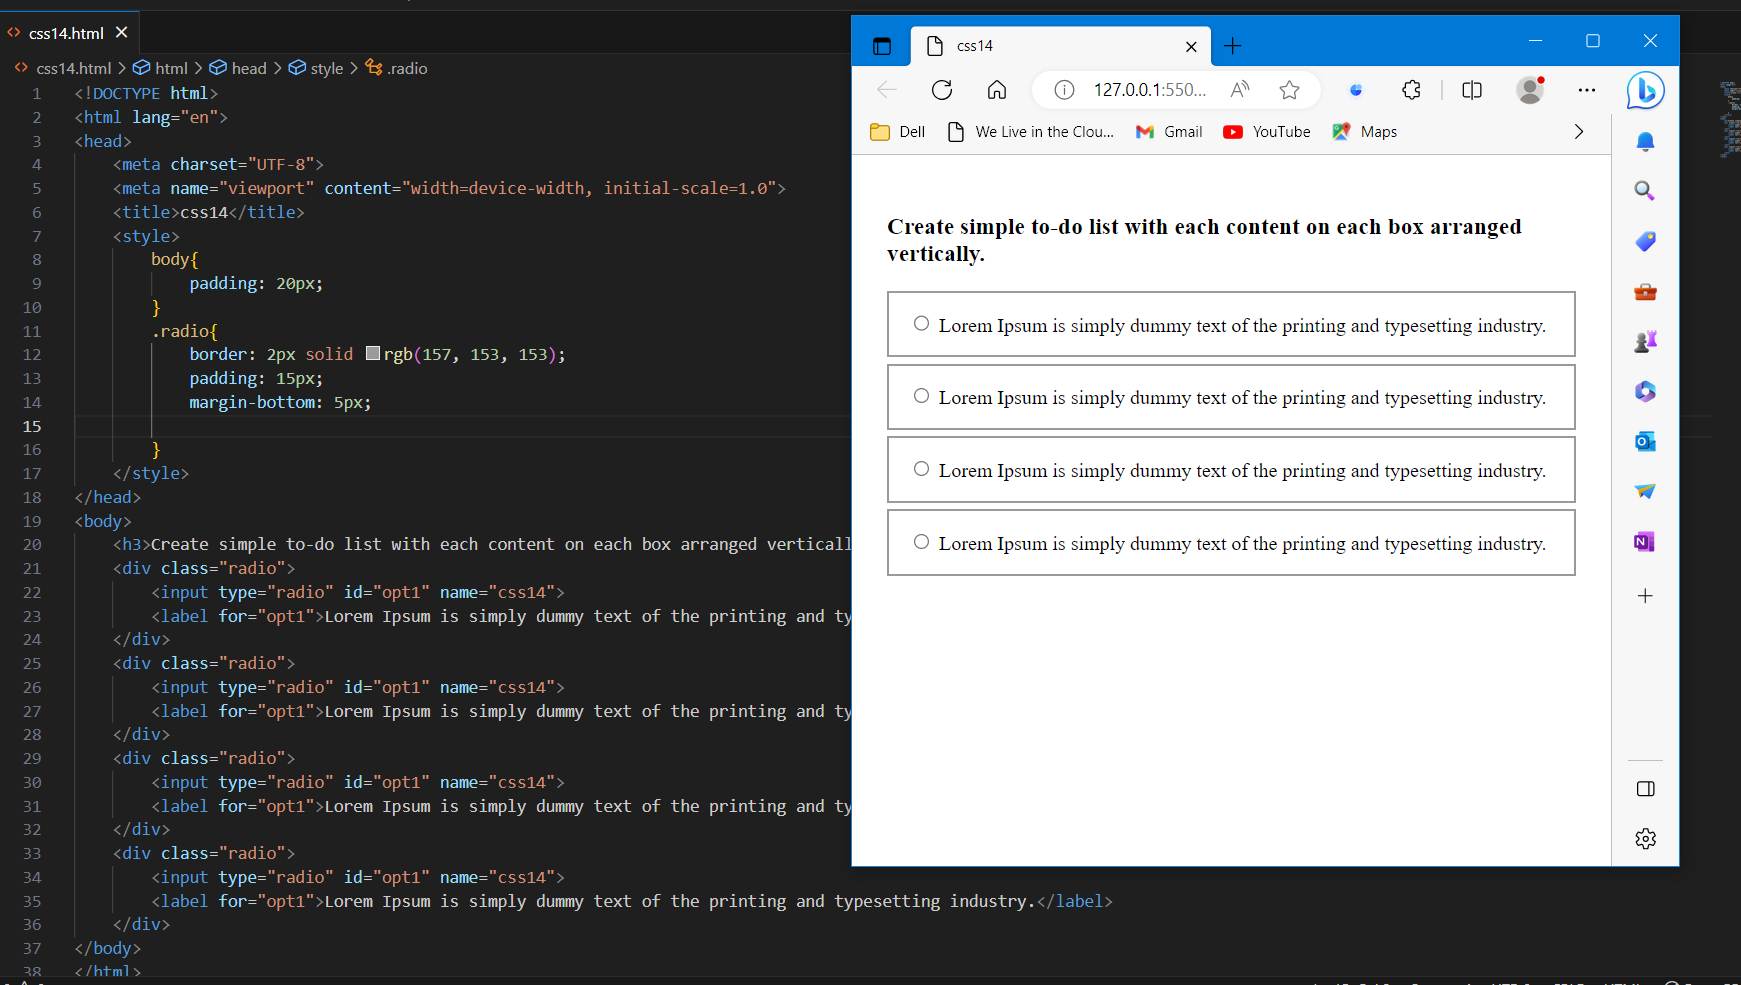 css14.html
css14.html > html > head > style > .radio
1 <!DOCTYPE html>
2 <html lang="en">
3 <head>
4 <meta charset="UTF-8">
5 <meta name="viewport" content="width=device-width, initial-scale=1.0">
6 <title>css14</title>
7 <style>
8 body{
9 padding: 20px;
10 }
11 .radio{
12 border: 2px solid rgb(157, 153, 153);
13 padding: 15px;
14 margin-bottom: 5px;
15
16 }
17 </style>
18 </head>
19 <body>
20 <h3>Create simple to-do list with each content on each box arranged verticall
21 <div class="radio">
22 <input type="radio" id="opt1" name="css14">
23 <label for="opt1">Lorem Ipsum is simply dummy text of the printing and ty
24 </div>
25 <div class="radio">
26 <input type="radio" id="opt1" name="css14">
27 <label for="opt1">Lorem Ipsum is simply dummy text of the printing and ty
28 </div>
29 <div class="radio">
30 <input type="radio" id="opt1" name="css14">
31 <label for="opt1">Lorem Ipsum is simply dummy text of the printing and ty
32 </div>
33 <div class="radio">
34 <input type="radio" id="opt1" name="css14">
35 <label for="opt1">Lorem Ipsum is simply dummy text of the printing and typesetting industry.</label>
36 </div>
37 </body>
38 </html>
css14
127.0.0.1:550...
Dell We Live in the Clou... Gmail YouTube Maps
Create simple to-do list with each content on each box arranged
vertically.
Lorem Ipsum is simply dummy text of the printing and typesetting industry.
Lorem Ipsum is simply dummy text of the printing and typesetting industry.
Lorem Ipsum is simply dummy text of the printing and typesetting industry.
Lorem Ipsum is simply dummy text of the printing and typesetting industry.